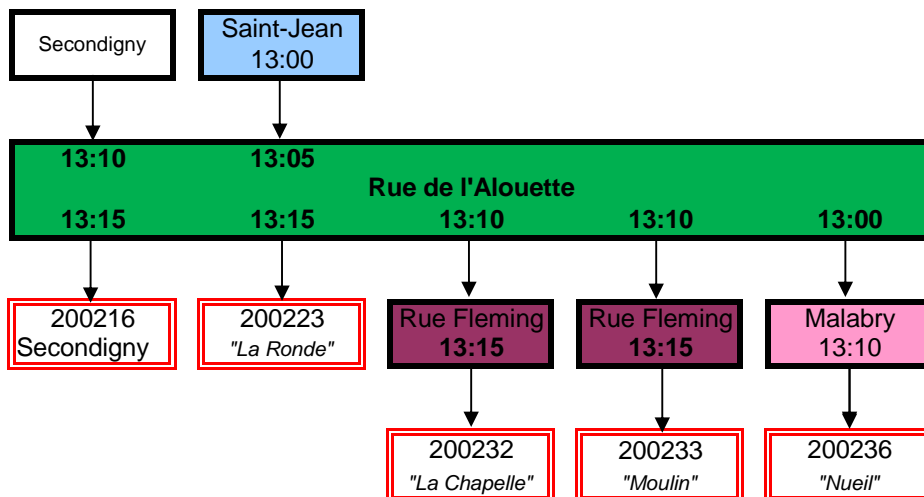 Secondigny
Saint-Jean
13:00
13:10 13:05
Rue de l'Alouette
13:15 13:15 13:10 13:10 13:00
200216
Secondigny
200223
"La Ronde"
Rue Fleming
13:15
Rue Fleming
13:15
Malabry
13:10
200232
"La Chapelle"
200233
"Moulin"
200236
"Nueil"